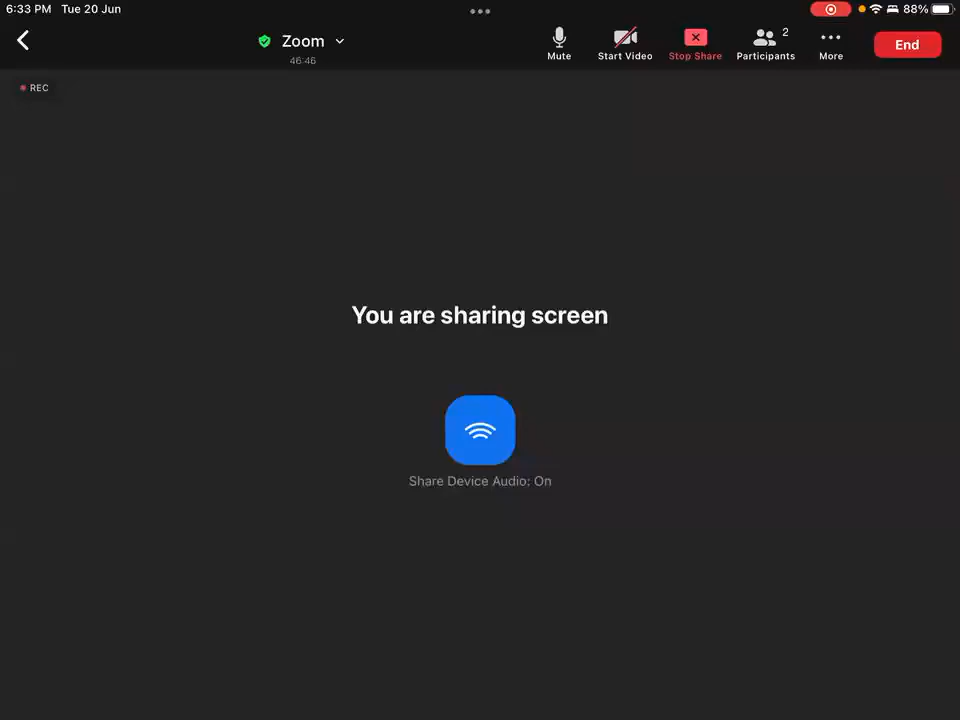 6:33 PM Tue 20 Jun
88%
Zoom
46:46
Mute
Start Video
Stop Share
Participants
2
More
End
REC
You are sharing screen
Share Device Audio: On